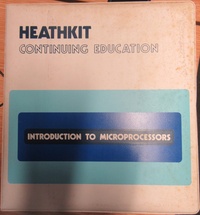 HEATHKIT
CONTINUING EDUCATION
INTRODUCTION TO MICROPROCESSORS